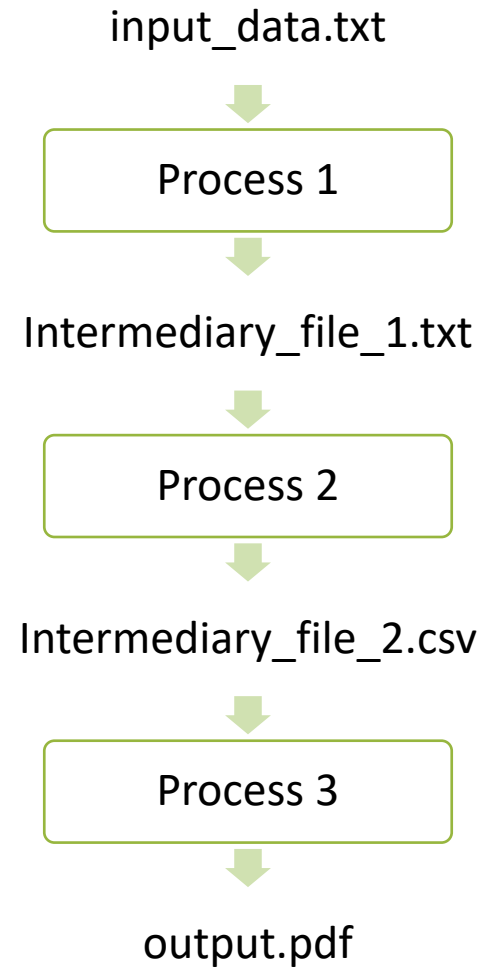 input_data.txt
Process 1
Intermediary_file_1.txt
Process 2
Intermediary_file_2.csv
Process 3
output.pdf